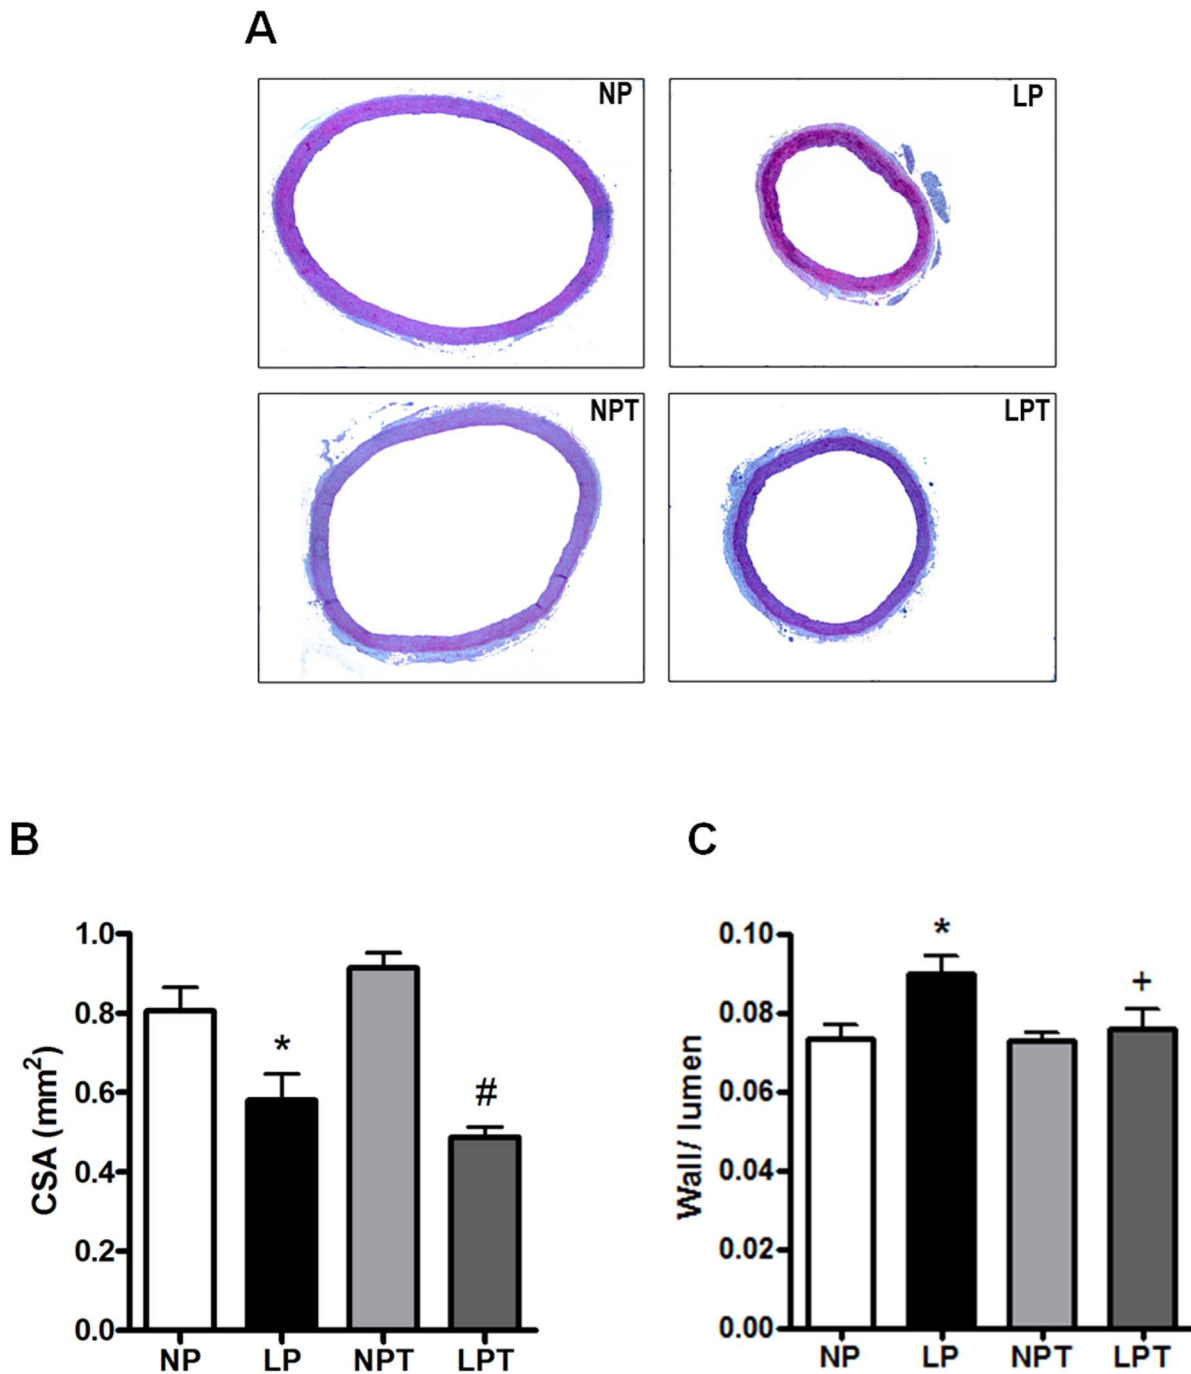 A
NP
LP
NPT
LPT
B
C
CSA (mm²)
1.0
0.8
0.6
0.4
0.2
0.0
*
#
NP LP NPT LPT
Wall/ lumen
0.10
0.08
0.06
0.04
0.02
0.00
*
+
NP LP NPT LPT